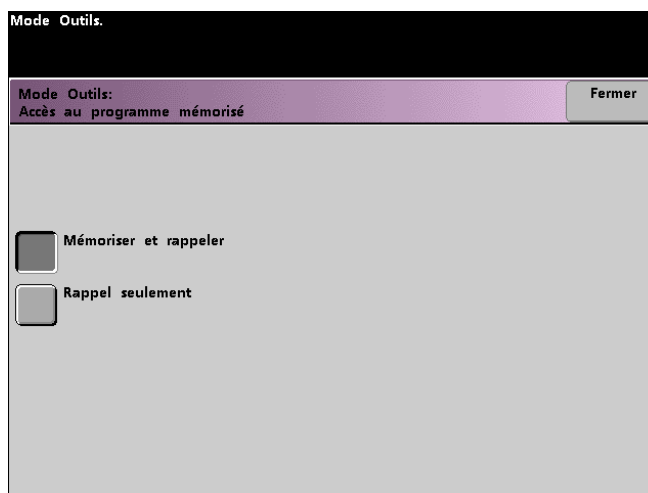 Mode Outils.
Mode Outils:
Accès au programme mémorisé
Fermer
Mémoriser et rappeler
Rappel seulement